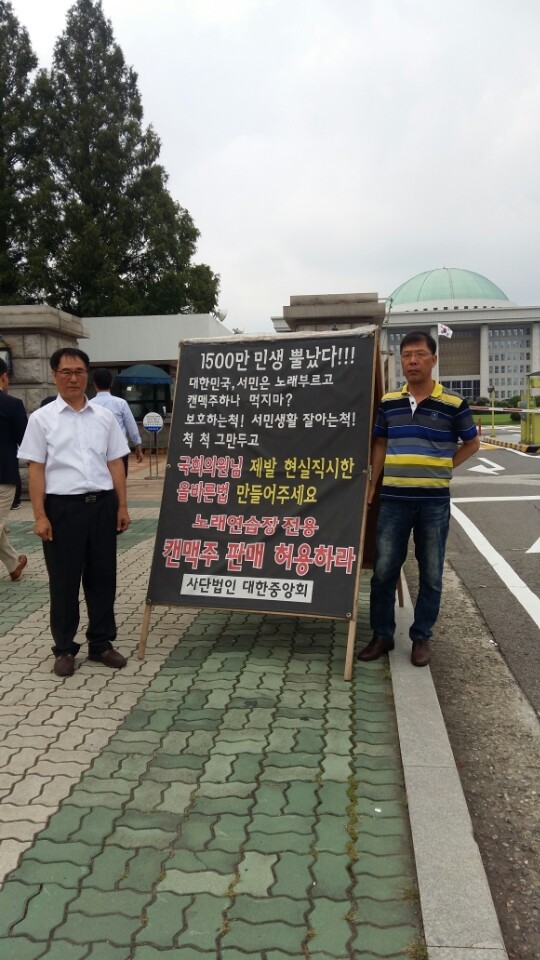 1500만 민생 뿔났다!!!
대한민국, 서민은 노래부르고
캔맥주하나 먹지마?
보호하는척! 서민생활 잘아는척!
척 척 그만두고
국회의원님 제발 현실직시한
올바른법 만들어주세요
노래연습장 전용
캔맥주 판매 허용하라
사단법인 대한중앙회